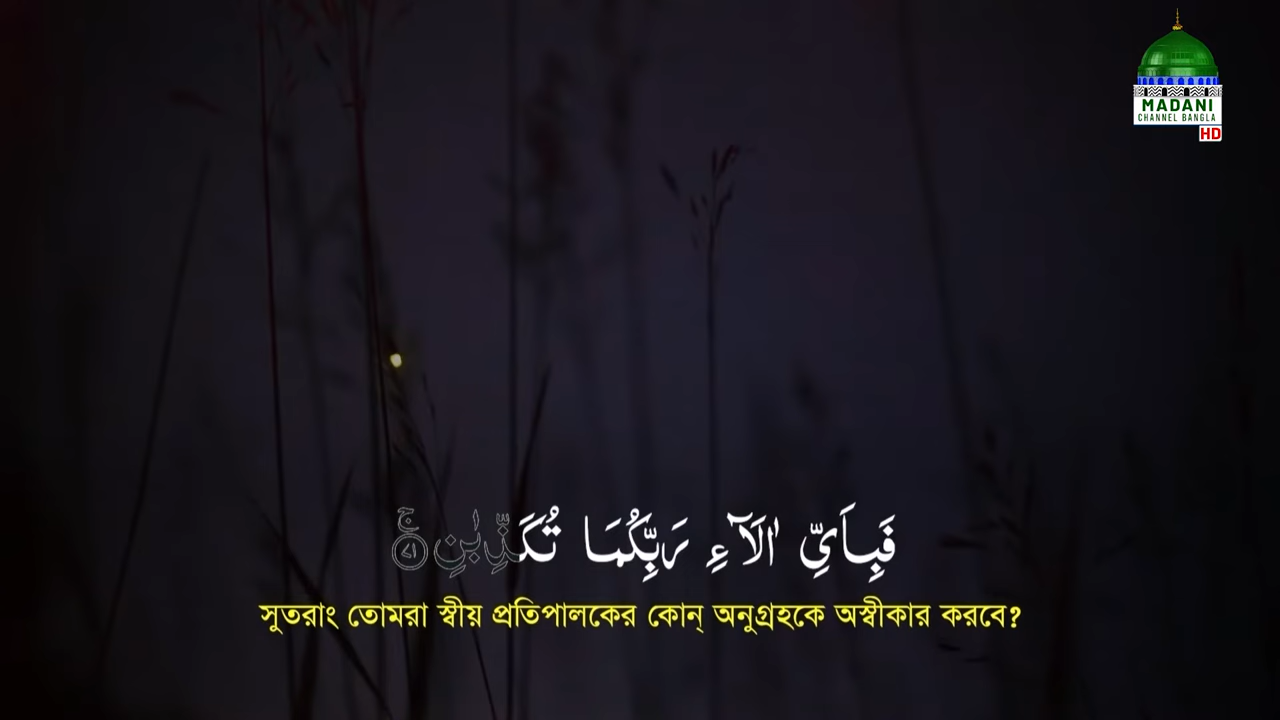 MADANI
CHANNEL BANGLA
HD
فَبِاَيِّ اٰلَآءِ رَبِّكُمَا تُكَذِّبٰنِ ۚ
সুতরাং তোমরা স্বীয় প্রতিপালকের কোন্ অনুগ্রহকে অস্বীকার করবে?